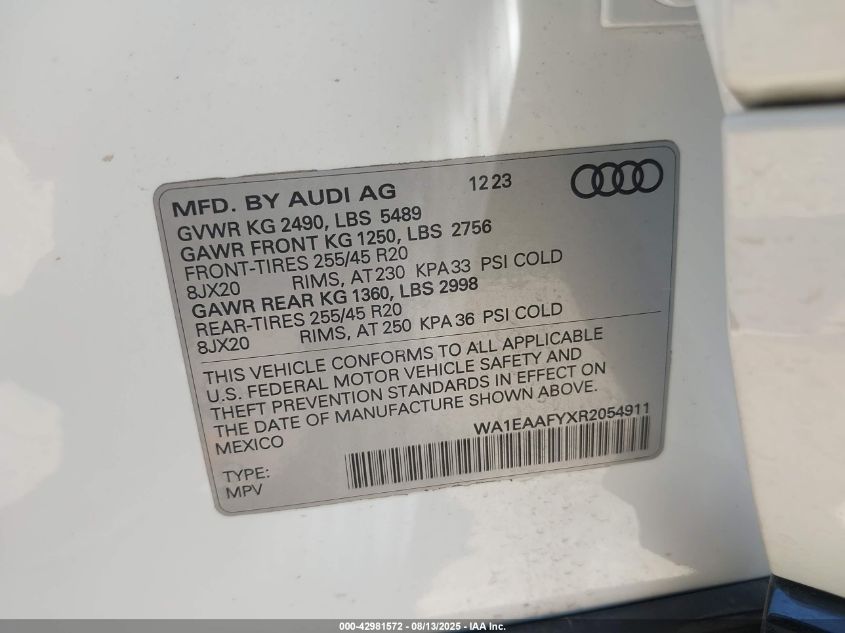 MFD. BY AUDI AG 12 23
GVWR KG 2490, LBS 5489
GAWR FRONT KG 1250, LBS 2756
FRONT-TIRES 255/45 R20
8JX20 RIMS, AT 230 KPA 33 PSI COLD
GAWR REAR KG 1360, LBS 2998
REAR-TIRES 255/45 R20
8JX20 RIMS, AT 250 KPA 36 PSI COLD
THIS VEHICLE CONFORMS TO ALL APPLICABLE
U.S. FEDERAL MOTOR VEHICLE SAFETY AND
THEFT PREVENTION STANDARDS IN EFFECT ON
THE DATE OF MANUFACTURE SHOWN ABOVE.
MEXICO WA1EAAFYXR2054911
TYPE:
MPV
000-42981572 - 08/13/2025 - IAA Inc.